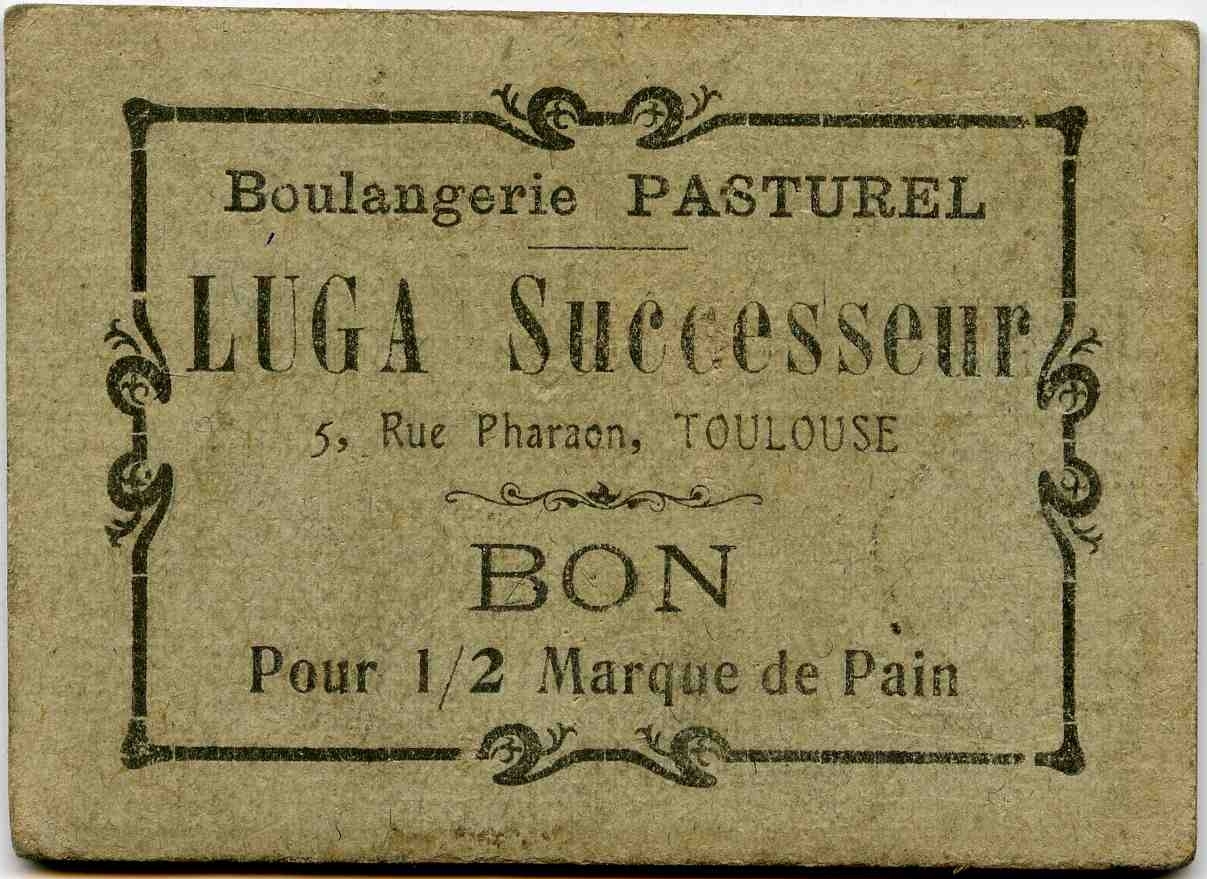 Boulangerie PASTUREL
LUGA Successeur
5, Rue Pharaon, TOULOUSE
BON
Pour 1/2 Marque de Pain